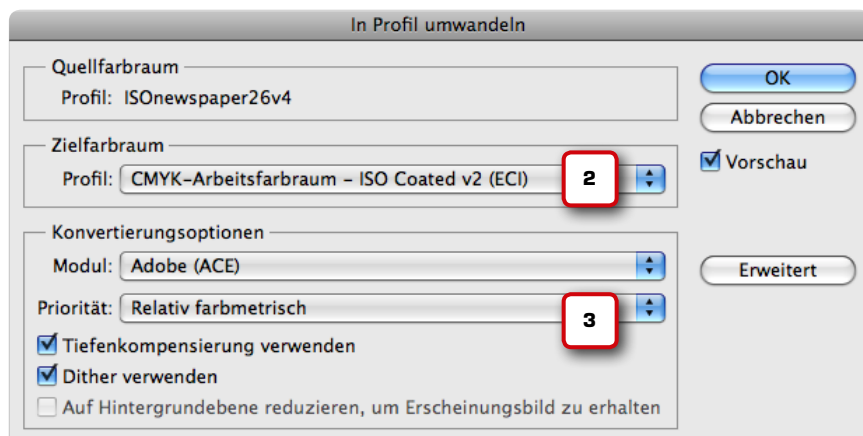 In Profil umwandeln
Quellfarbraum
Profil: ISOnewspaper26v4
Zielfarbraum
Profil: CMYK-Arbeitsfarbraum – ISO Coated v2 (ECI)
2
Konvertierungsoptionen
Modul: Adobe (ACE)
Priorität: Relativ farbmetrisch
3
Tiefenkompensierung verwenden
Dither verwenden
Auf Hintergrundebene reduzieren, um Erscheinungsbild zu erhalten
OK
Abbrechen
Vorschau
Erweitert